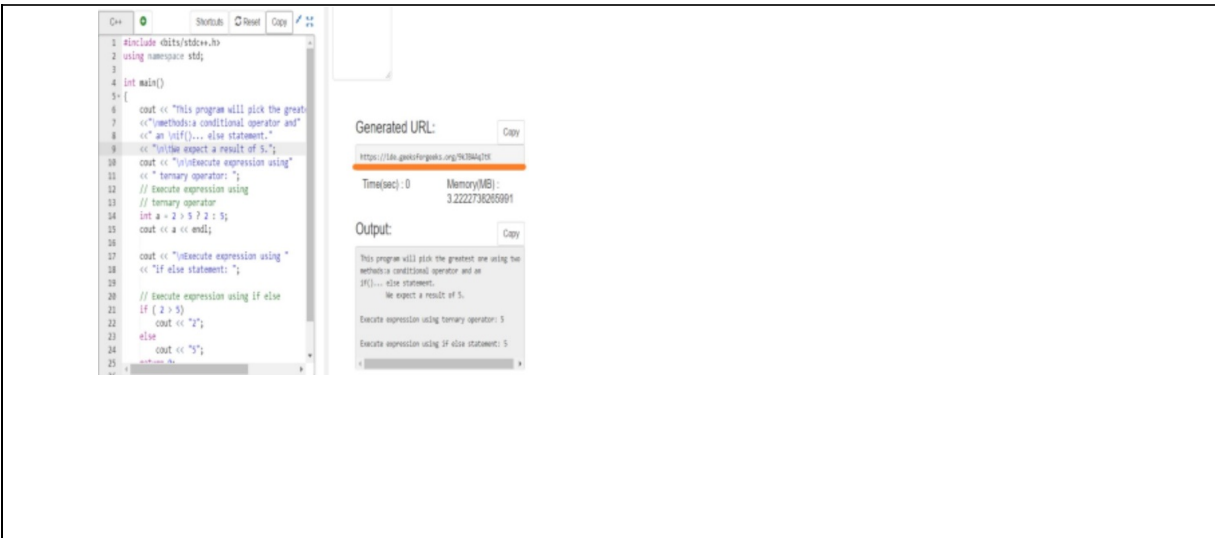 C++
Shortcuts Reset Copy
1 #include <bits/stdc++.h>
2 using namespace std;
3
4 int main()
5 {
6 cout << "This program will pick the greate
7 <<"\nmethods:a conditional operator and"
8 <<" an \nif()... else statement."
9 << "\n\tWe expect a result of 5.";
10 cout << "\n\nExecute expression using"
11 << " ternary operator: ";
12 // Execute expression using
13 // ternary operator
14 int a = 2 > 5 ? 2 : 5;
15 cout << a << endl;
16
17 cout << "\nExecute expression using "
18 << "if else statement: ";
19
20 // Execute expression using if else
21 if ( 2 > 5)
22 cout << "2";
23 else
24 cout << "5";
25
Generated URL:
Copy
Time(sec) : 0 Memory(MB) :
3.2222738265991
Output:
Copy
This program will pick the greatest one using two
methods:a conditional operator and an
if()... else statement.
We expect a result of 5.
Execute expression using ternary operator: 5
Execute expression using if else statement: 5